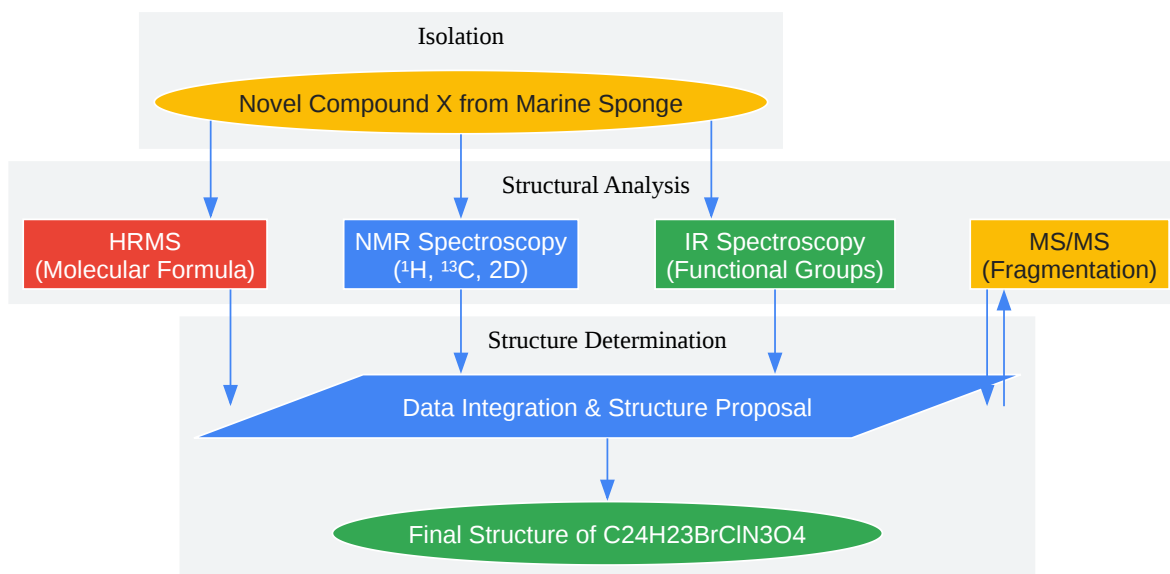 Isolation
Novel Compound X from Marine Sponge
Structural Analysis
HRMS
(Molecular Formula)
NMR Spectroscopy
(¹H, ¹³C, 2D)
IR Spectroscopy
(Functional Groups)
MS/MS
(Fragmentation)
Structure Determination
Data Integration & Structure Proposal
Final Structure of C24H23BrClN3O4